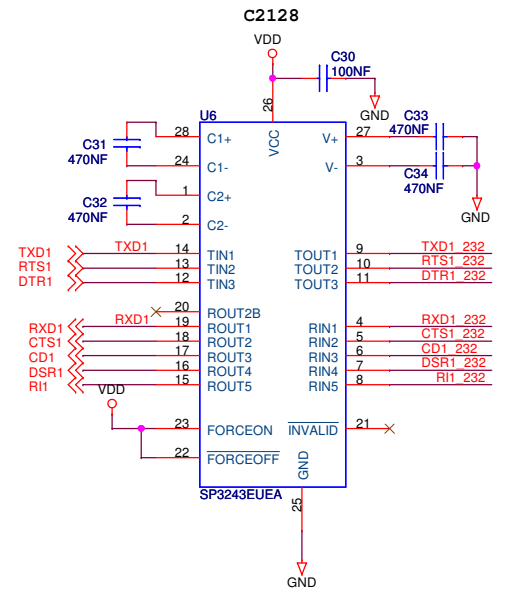 C2128
VDD
C30
100NF
GND
U6
26
VCC
C31
470NF
28 C1+
V+ 27
C33
470NF
24 C1-
V- 3
C34
470NF
GND
C32
470NF
1 C2+
2 C2-
TXD1 TXD1 14 TIN1
TOUT1 9 TXD1_232
RTS1 13 TIN2
TOUT2 10 RTS1_232
DTR1 12 TIN3
TOUT3 11 DTR1_232
20 ROUT2B
RXD1 RXD1 19 ROUT1
RIN1 4 RXD1_232
CTS1 18 ROUT2
RIN2 5 CTS1_232
CD1 17 ROUT3
RIN3 6 CD1_232
DSR1 16 ROUT4
RIN4 7 DSR1_232
RI1 15 ROUT5
RIN5 8 RI1_232
VDD
23 FORCEON
INVALID 21
22 FORCEOFF
GND
SP3243EUEA
25
GND